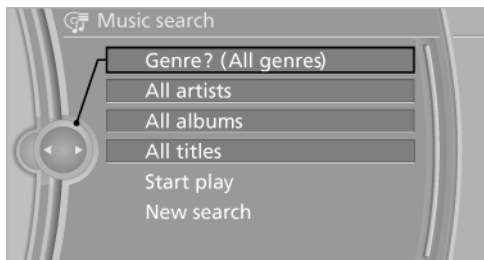 Music search
Genre? (All genres)
All artists
All albums
All titles
Start play
New search